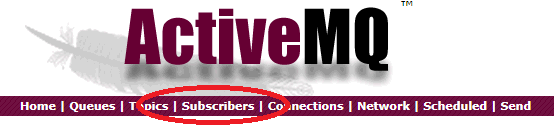 ActiveMQ™
Home | Queues | Topics | Subscribers | Connections | Network | Scheduled | Send